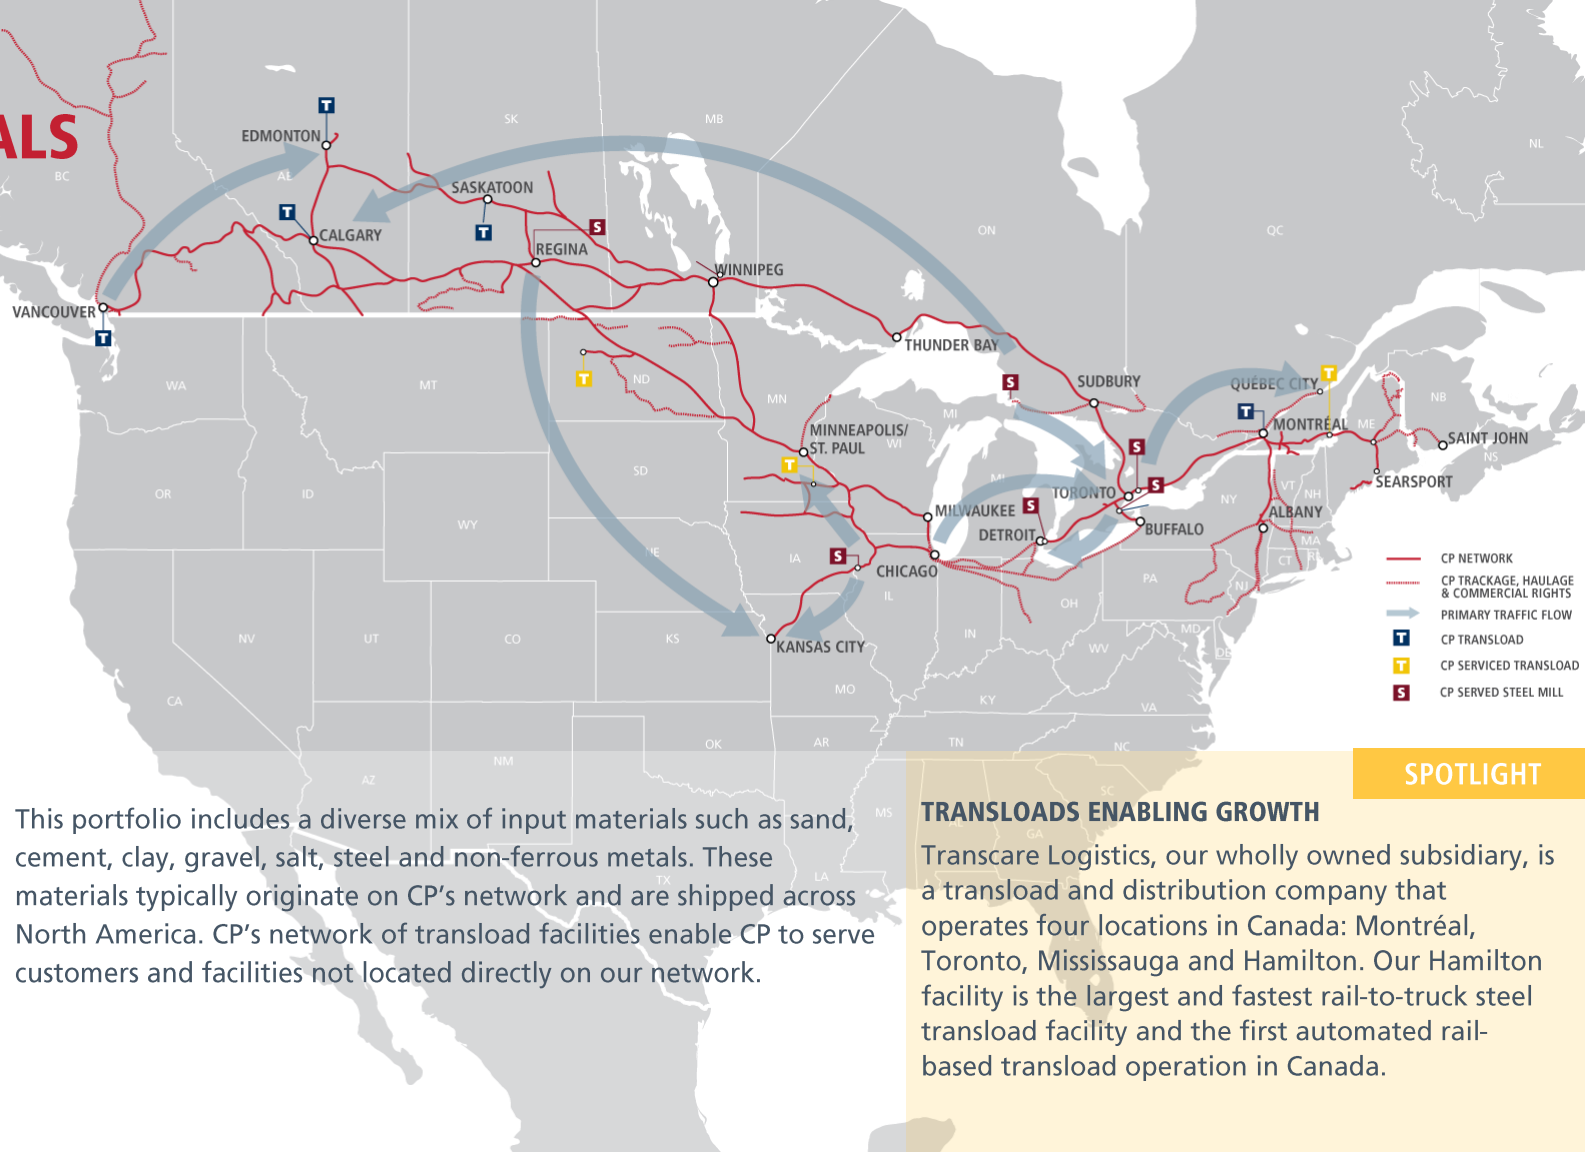 ALS
BC
AB
SK
MB
ON
QC
NL
T
EDMONTON
SASKATOON
T
T
CALGARY
S
REGINA
WINNIPEG
VANCOUVER
T
THUNDER BAY
S
SUDBURY
QUÉBEC CITY
T
T
MONTRÉAL
ME
NB
SAINT JOHN
NS
SEARSPORT
WA
MT
ND
T
MN
MI
MINNEAPOLIS/
ST. PAUL
WI
T
S
TORONTO
S
OR
ID
SD
WY
MI
MILWAUKEE
S
DETROIT
BUFFALO
NY
VT
NH
ALBANY
MA
CT
RI
NE
IA
S
CHICAGO
IL
PA
NJ
OH
NV
UT
CO
KS
KANSAS CITY
IN
WV
MD
DE
CA
MO
KY
VA
AZ
NM
OK
AR
TN
NC
TX
LA
MS
AL
GA
SC
FL
CP NETWORK
CP TRACKAGE, HAULAGE
& COMMERCIAL RIGHTS
PRIMARY TRAFFIC FLOW
T CP TRANSLOAD
T CP SERVICED TRANSLOAD
S CP SERVED STEEL MILL
This portfolio includes a diverse mix of input materials such as sand,
cement, clay, gravel, salt, steel and non-ferrous metals. These
materials typically originate on CP's network and are shipped across
North America. CP's network of transload facilities enable CP to serve
customers and facilities not located directly on our network.
SPOTLIGHT
TRANSLOADS ENABLING GROWTH
Transcare Logistics, our wholly owned subsidiary, is
a transload and distribution company that
operates four locations in Canada: Montréal,
Toronto, Mississauga and Hamilton. Our Hamilton
facility is the largest and fastest rail-to-truck steel
transload facility and the first automated rail-
based transload operation in Canada.